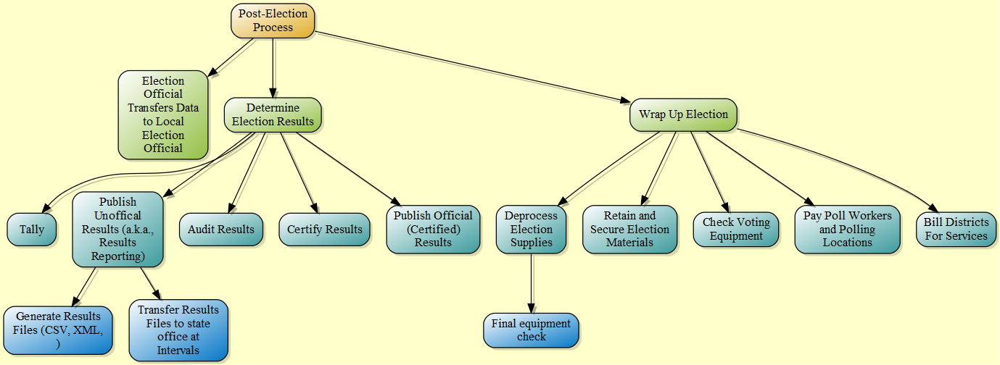 Post-Election
Process
Election
Official
Transfers Data
to Local
Election
Official
Determine
Election Results
Wrap Up Election
Tally
Publish
Unoffical
Results (a.k.a.,
Results
Reporting)
Audit Results
Certify Results
Publish Official
(Certified)
Results
Deprocess
Election
Supplies
Retain and
Secure Election
Materials
Check Voting
Equipment
Pay Poll Workers
and Polling
Locations
Bill Districts
For Services
Generate Results
Files (CSV, XML,
)
Transfer Results
Files to state
office at
Intervals
Final equipment
check